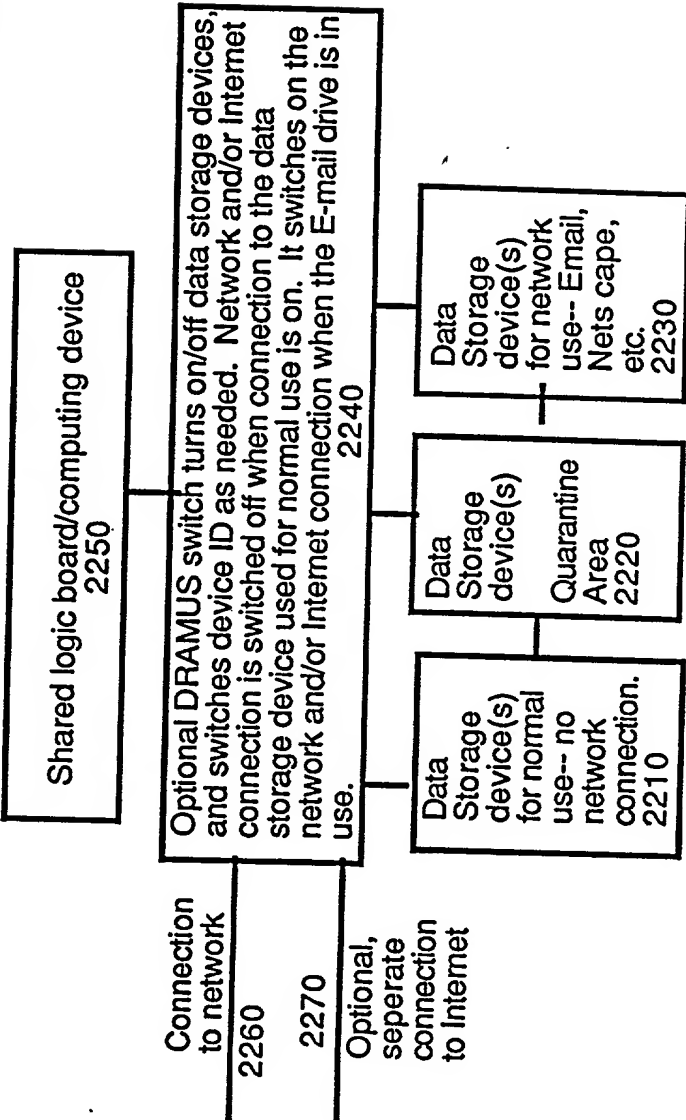 Shared logic board/computing device
2250
Optional DRAMUS switch turns on/off data storage devices,
and switches device ID as needed. Network and/or Internet
connection is switched off when connection to the data
storage device used for normal use is on. It switches on the
network and/or Internet connection when the E-mail drive is in
use.
2240
Connection
to network
2260
2270
Optional,
seperate
connection
to Internet
Data
Storage
device(s)
for normal
use-- no
network
connection.
2210
Data
Storage
device(s)
Quarantine
Area
2220
Data
Storage
device(s)
for network
use-- Email,
Nets cape,
etc.
2230